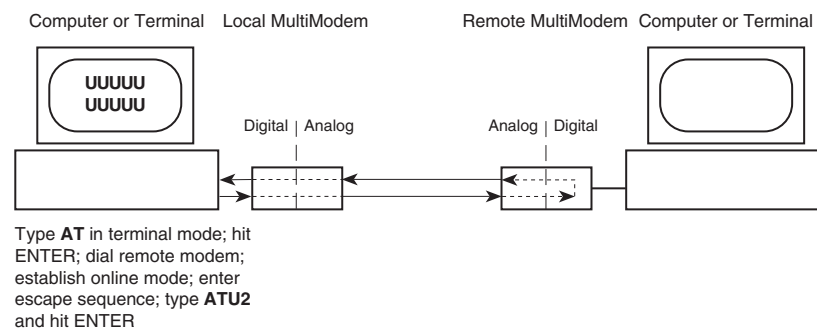 Computer or Terminal Local MultiModem Remote MultiModem Computer or Terminal
UUUUU
UUUUU
Digital | Analog Analog | Digital
Type AT in terminal mode; hit
ENTER; dial remote modem;
establish online mode; enter
escape sequence; type ATU2
and hit ENTER